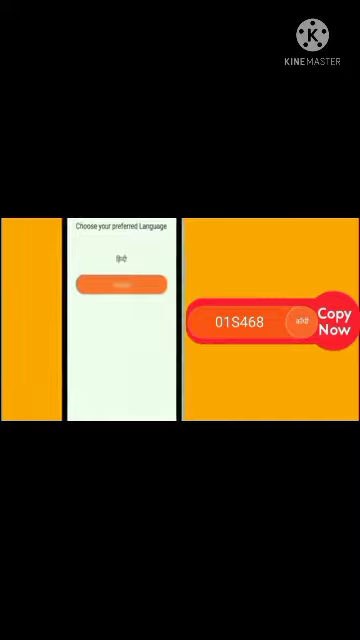 KINEMASTER
Choose your preferred Language
हिन्दी
01S468
कॉपी
Copy
Now